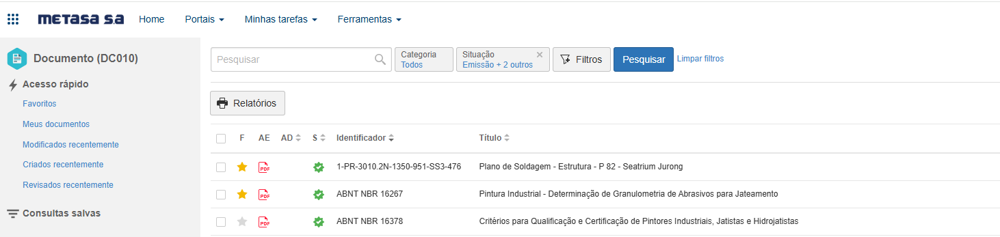 METASA S.A Home Portais Minhas tarefas Ferramentas
Documento (DC010)
Acesso rápido
Favoritos
Meus documentos
Modificados recentemente
Criados recentemente
Revisados recentemente
Consultas salvas
Pesquisar Categoria Todos Situação Emissão + 2 outros Filtros Pesquisar Limpar filtros
Relatórios
F AE AD S Identificador Título
PDF 1-PR-3010.2N-1350-951-SS3-476 Plano de Soldagem - Estrutura - P 82 - Seatrium Jurong
PDF ABNT NBR 16267 Pintura Industrial - Determinação de Granulometria de Abrasivos para Jateamento
PDF ABNT NBR 16378 Critérios para Qualificação e Certificação de Pintores Industriais, Jatistas e Hidrojatistas